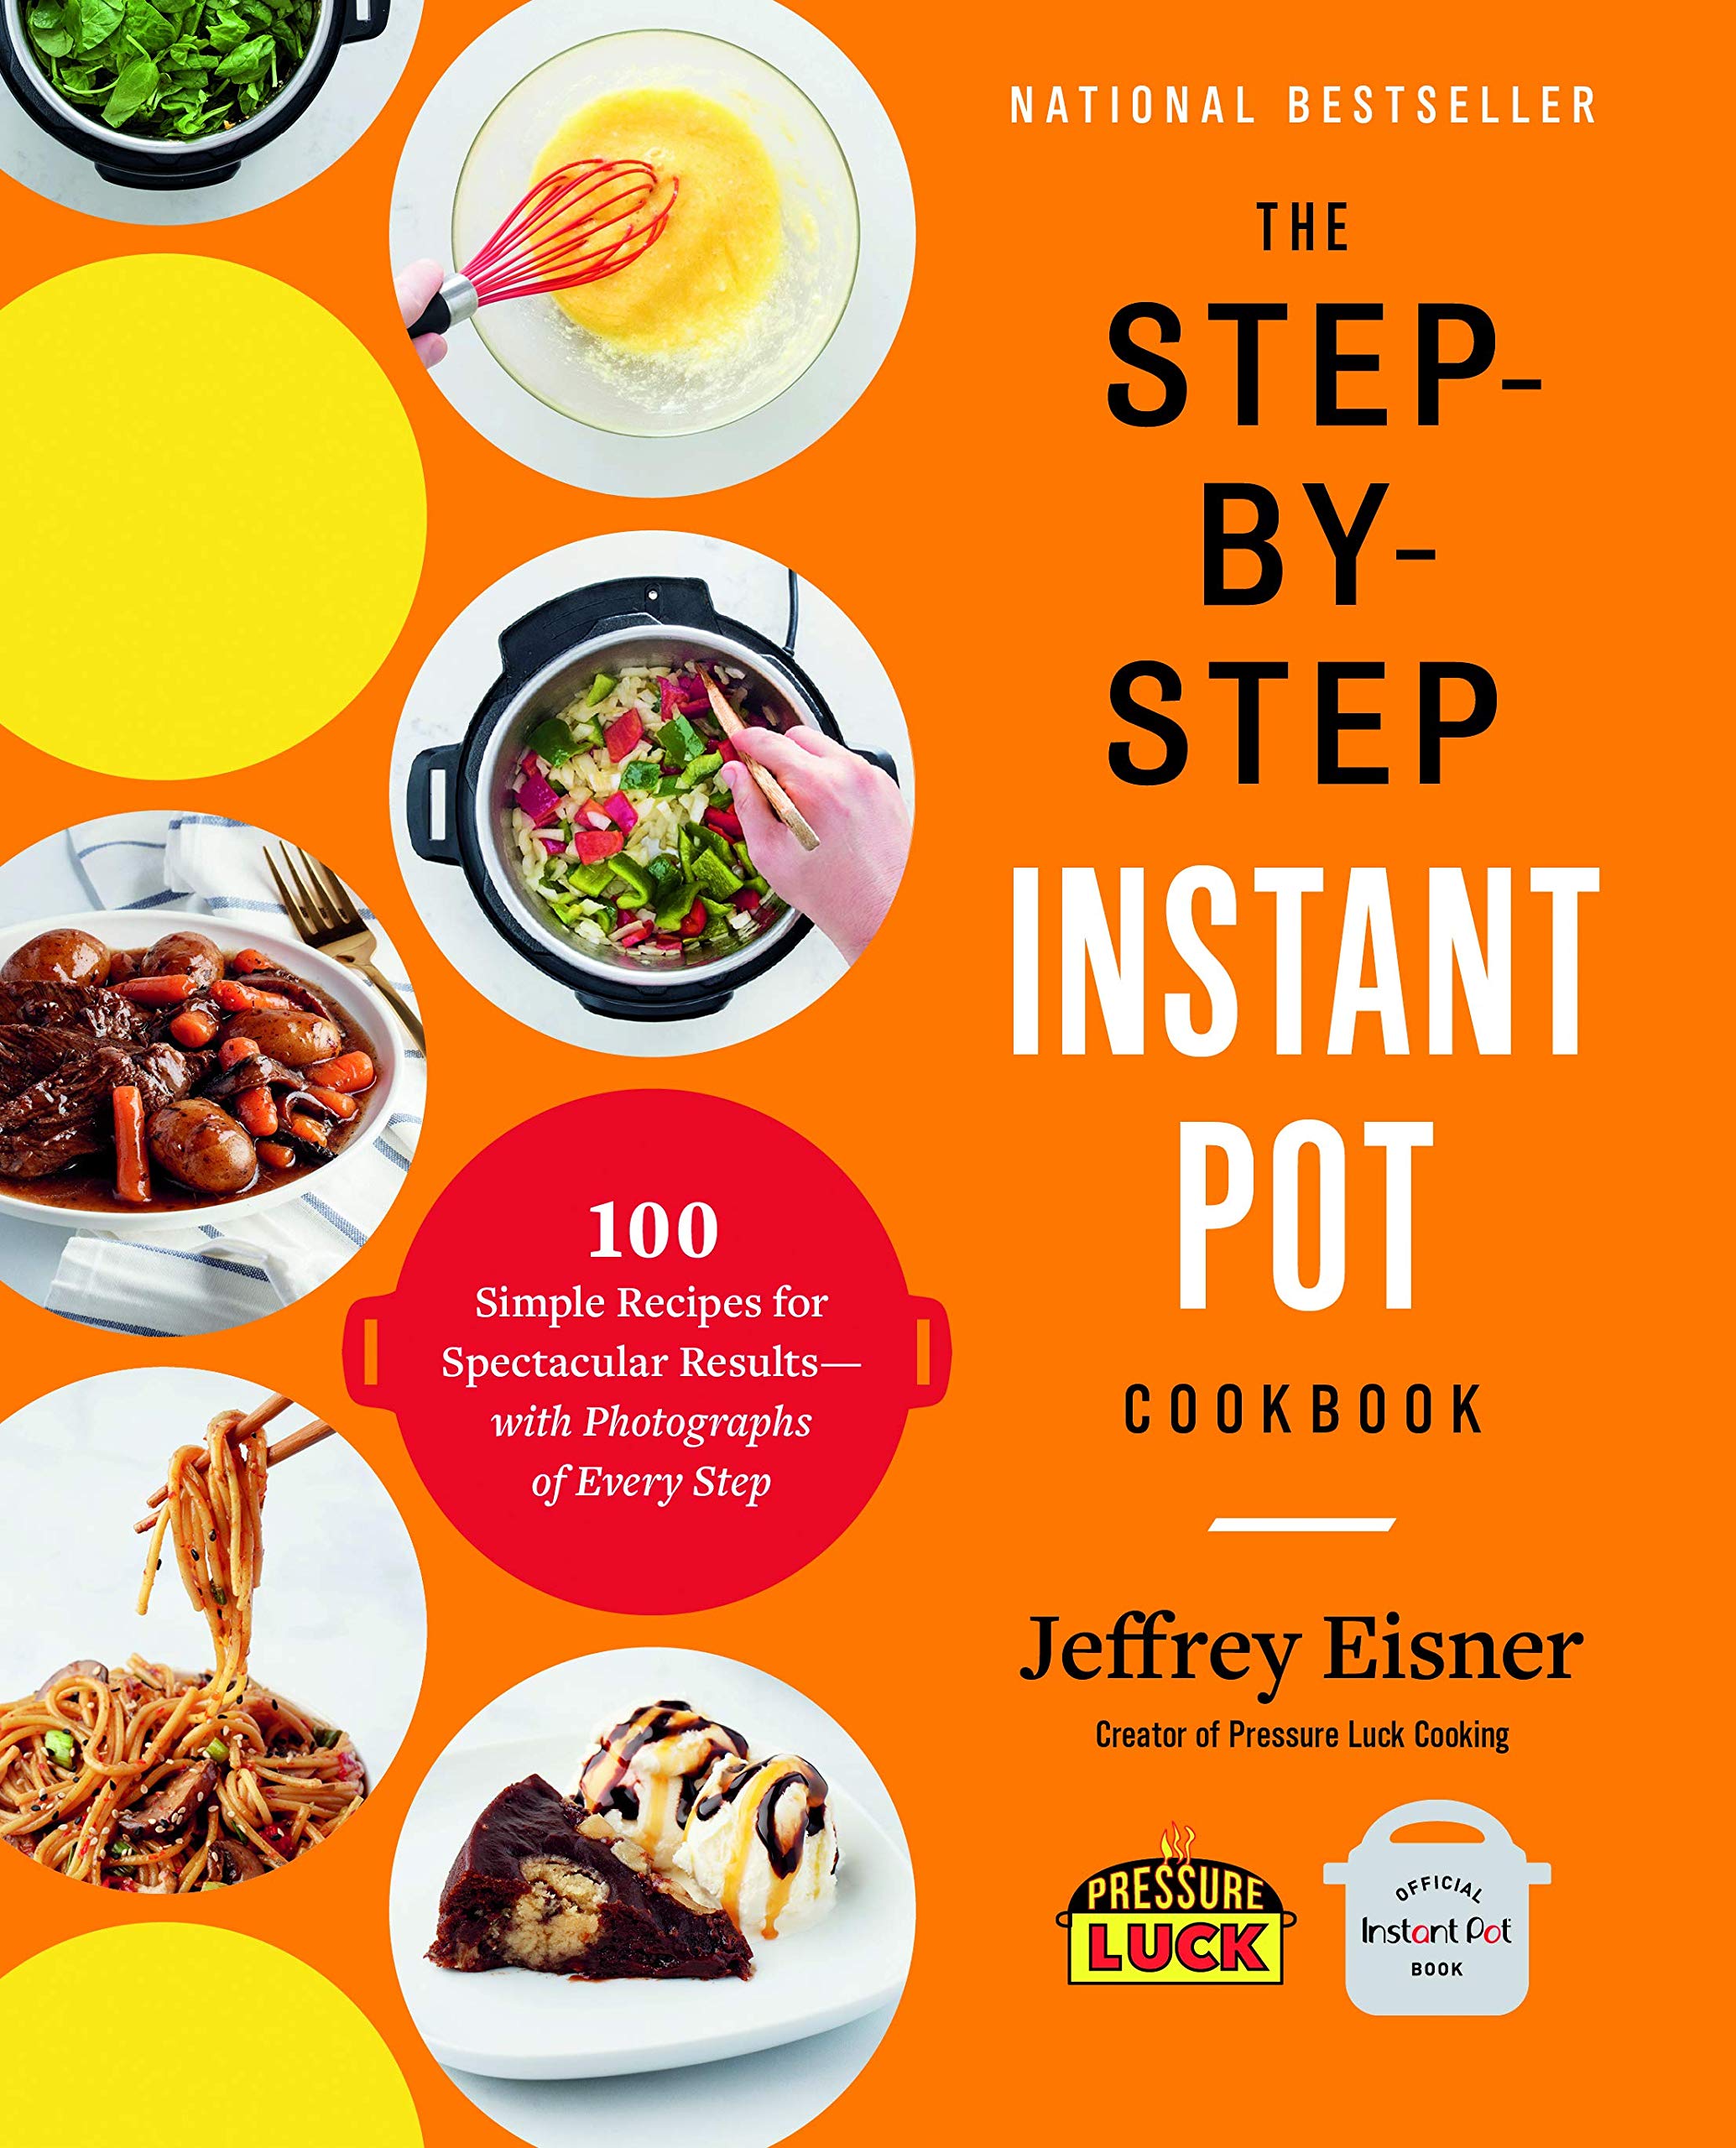 NATIONAL BESTSELLER
THE
STEP-
BY-
STEP
INSTANT
POT
COOKBOOK
100
Simple Recipes for
Spectacular Results—
with Photographs
of Every Step
Jeffrey Eisner
Creator of Pressure Luck Cooking
PRESSURE
LUCK
OFFICIAL
Instant Pot
BOOK